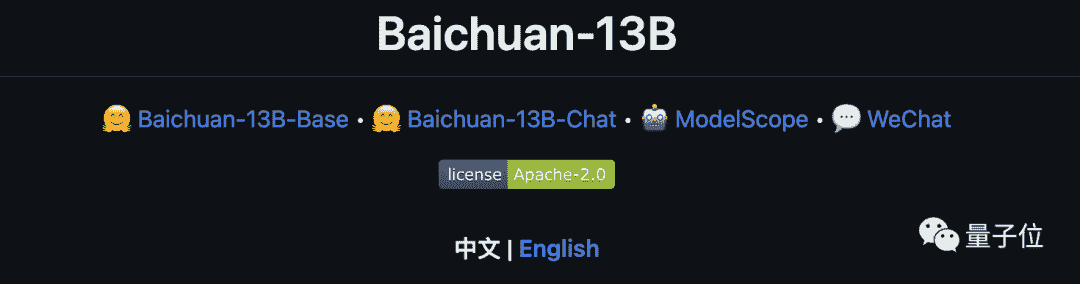 Baichuan-13B
🤗 Baichuan-13B-Base • 🤗 Baichuan-13B-Chat • 🤖 ModelScope • 💬 WeChat
license Apache-2.0
中文 | English
量子位